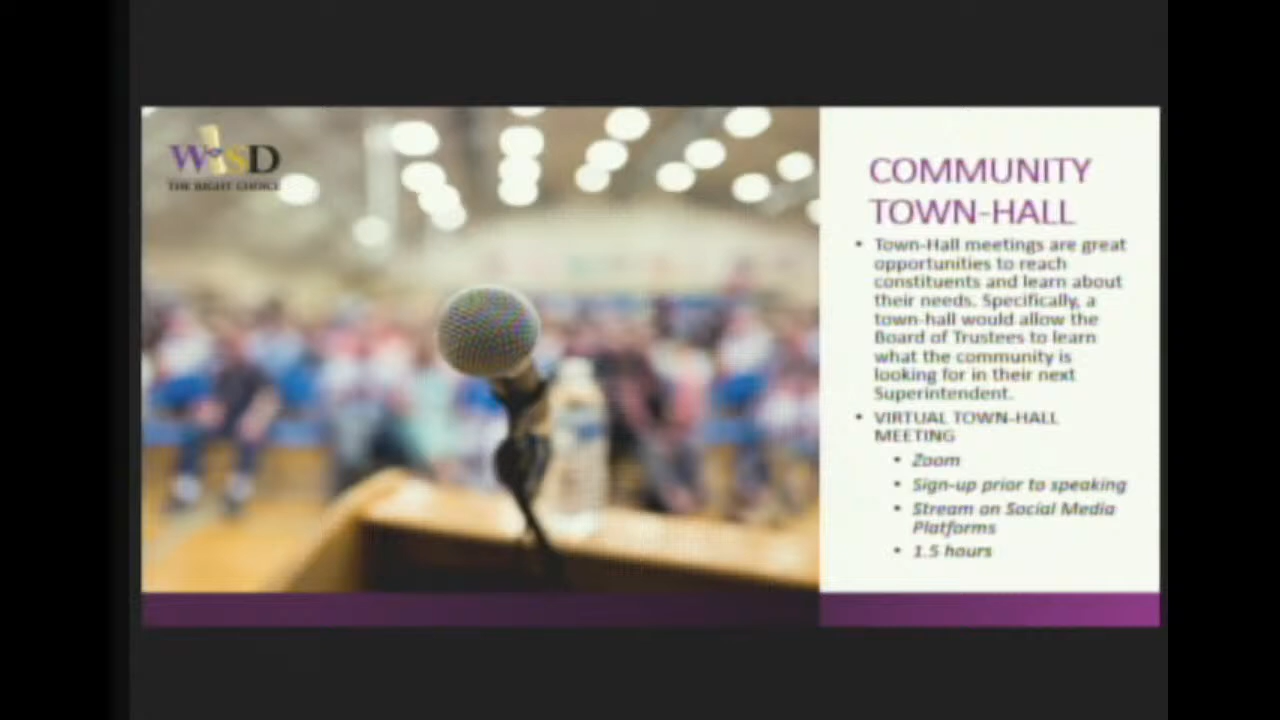 WISD
THE RIGHT CHOICE
COMMUNITY
TOWN-HALL
• Town-Hall meetings are great
opportunities to reach
constituents and learn about
their needs. Specifically, a
town-hall would allow the
Board of Trustees to learn
what the community is
looking for in their next
Superintendent.
• VIRTUAL TOWN-HALL
MEETING
• Zoom
• Sign-up prior to speaking
• Stream on Social Media
Platforms
• 1.5 hours